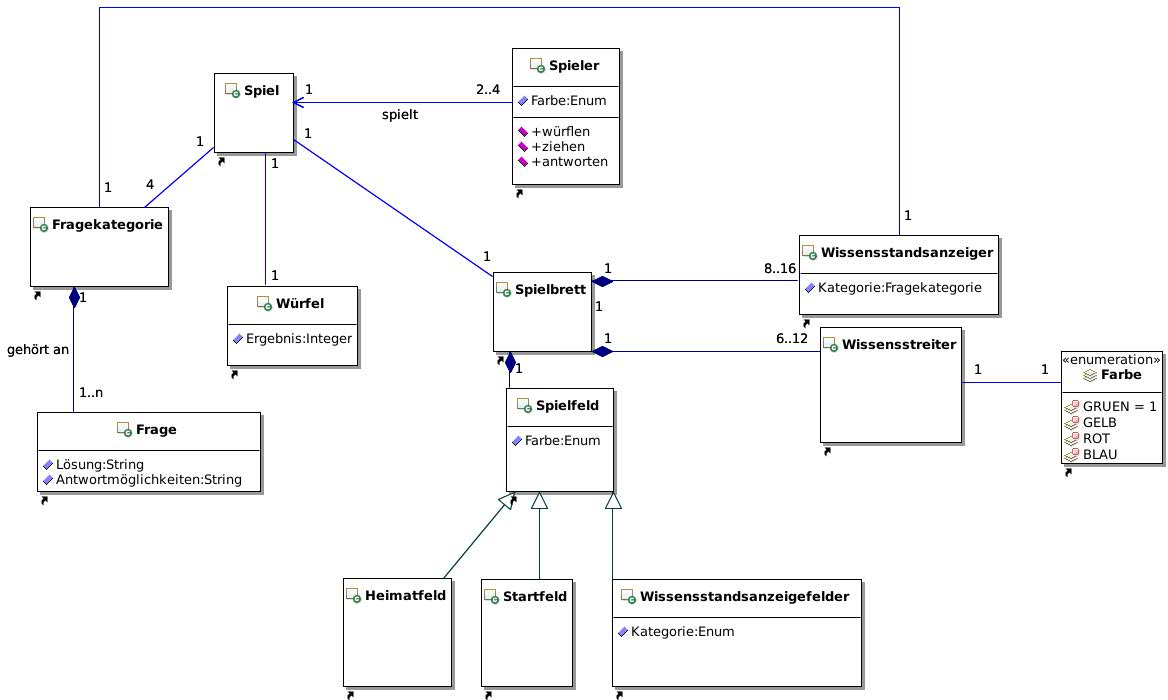 Spieler
Farbe:Enum
+würflen
+ziehen
+antworten
Spiel
1
2..4
spielt
1
1
1
4
1
1
Fragekategorie
1
gehört an
1..n
1
Würfel
Ergebnis:Integer
1
Spielbrett
1
8..16
1
1
6..12
1
Wissensstandsanzeiger
Kategorie:Fragekategorie
Wissensstreiter
1
1
«enumeration»
Farbe
GRUEN = 1
GELB
ROT
BLAU
Frage
Lösung:String
Antwortmöglichkeiten:String
Spielfeld
Farbe:Enum
Heimatfeld
Startfeld
Wissensstandsanzeigefelder
Kategorie:Enum